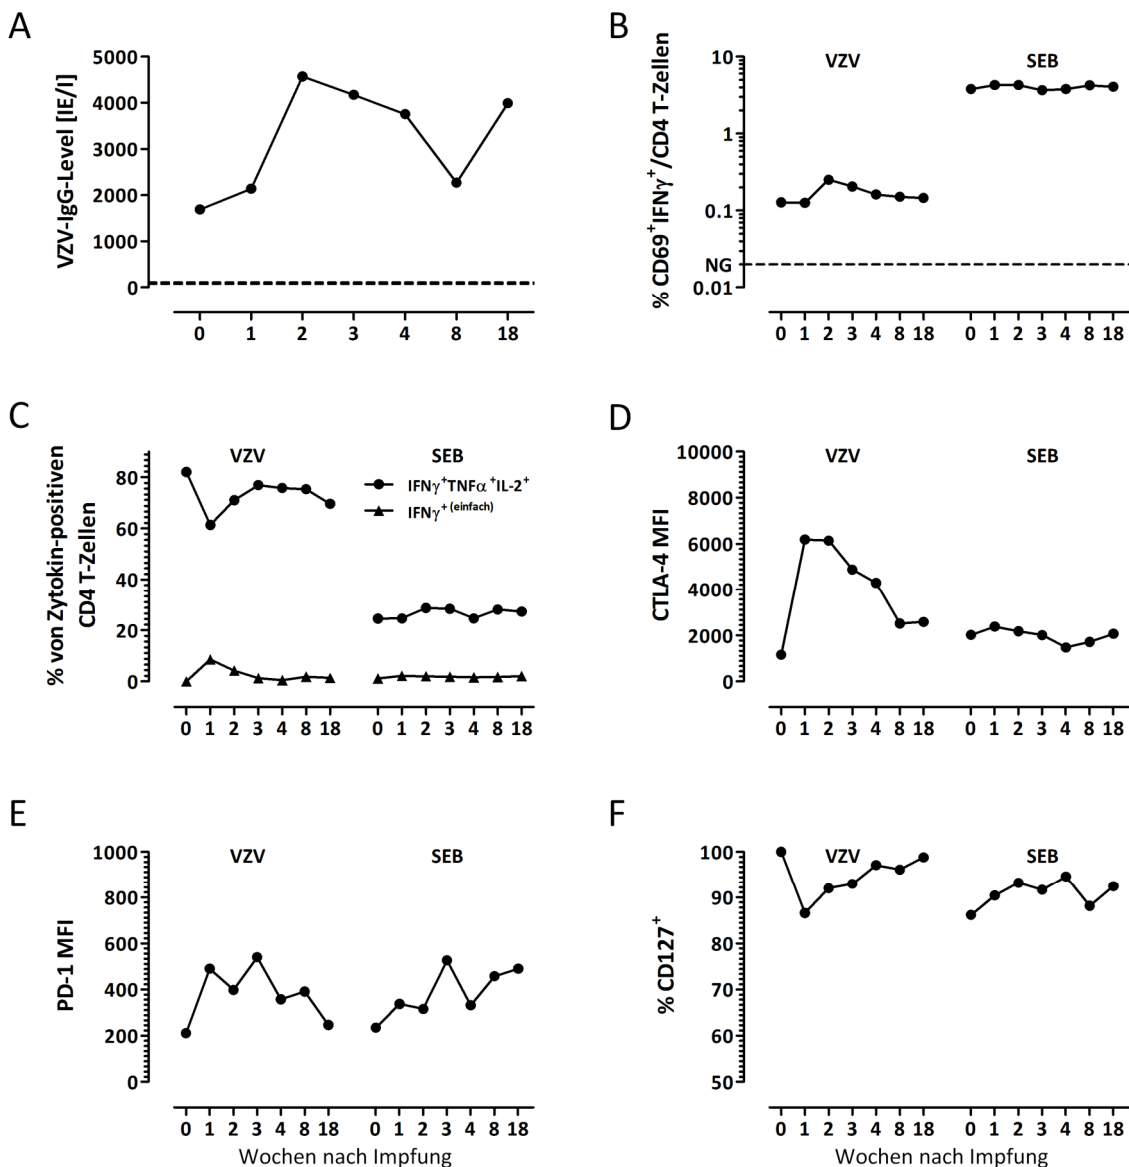 A
VZV-IgG-Level [IE/l]
5000
4000
3000
2000
1000
0
0 1 2 3 4 8 18
B
% CD69+IFNγ+/CD4 T-Zellen
VZV SEB
10
1
0.1
NG
0.01
0 1 2 3 4 8 18 0 1 2 3 4 8 18
C
% von Zytokin-positiven
CD4 T-Zellen
VZV SEB
80
60
40
20
0
IFNγ+TNFα+IL-2+
IFNγ+ (einfach)
0 1 2 3 4 8 18 0 1 2 3 4 8 18
D
CTLA-4 MFI
VZV SEB
10000
8000
6000
4000
2000
0
0 1 2 3 4 8 18 0 1 2 3 4 8 18
E
PD-1 MFI
VZV SEB
1000
800
600
400
200
0
0 1 2 3 4 8 18 0 1 2 3 4 8 18
Wochen nach Impfung
F
% CD127+
VZV SEB
100
90
80
70
60
50
0 1 2 3 4 8 18 0 1 2 3 4 8 18
Wochen nach Impfung